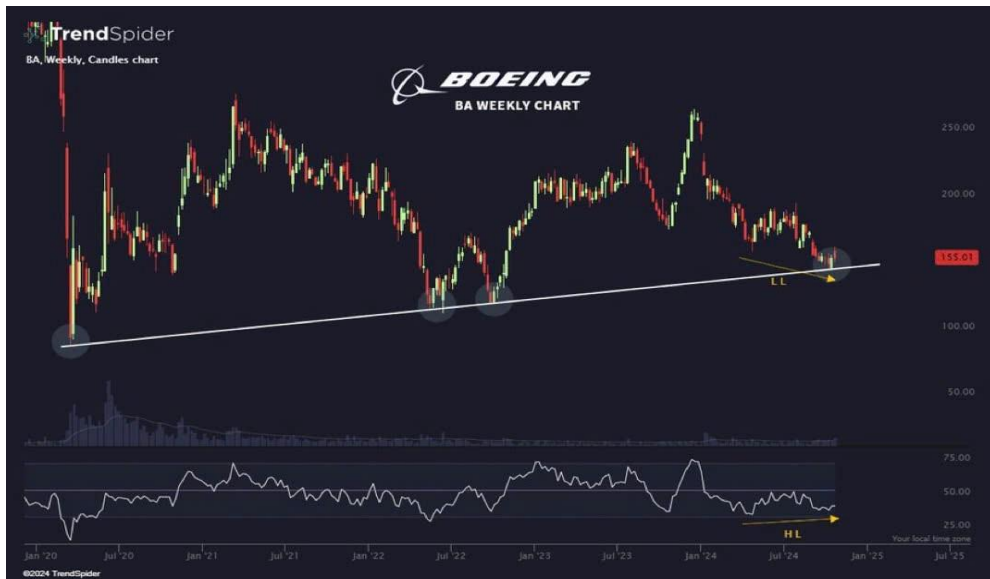 TrendSpider
BA, Weekly, Candles chart
BOEING
BA WEEKLY CHART
250.00
200.00
155.01
LL
100.00
50.00
75.00
50.00
25.00
HL
Your local time zone
Jan '20 Jul '20 Jan '21 Jul '21 Jan '22 Jul '22 Jan '23 Jul '23 Jan '24 Jul '24 Jan '25 Jul '25
©2024 TrendSpider